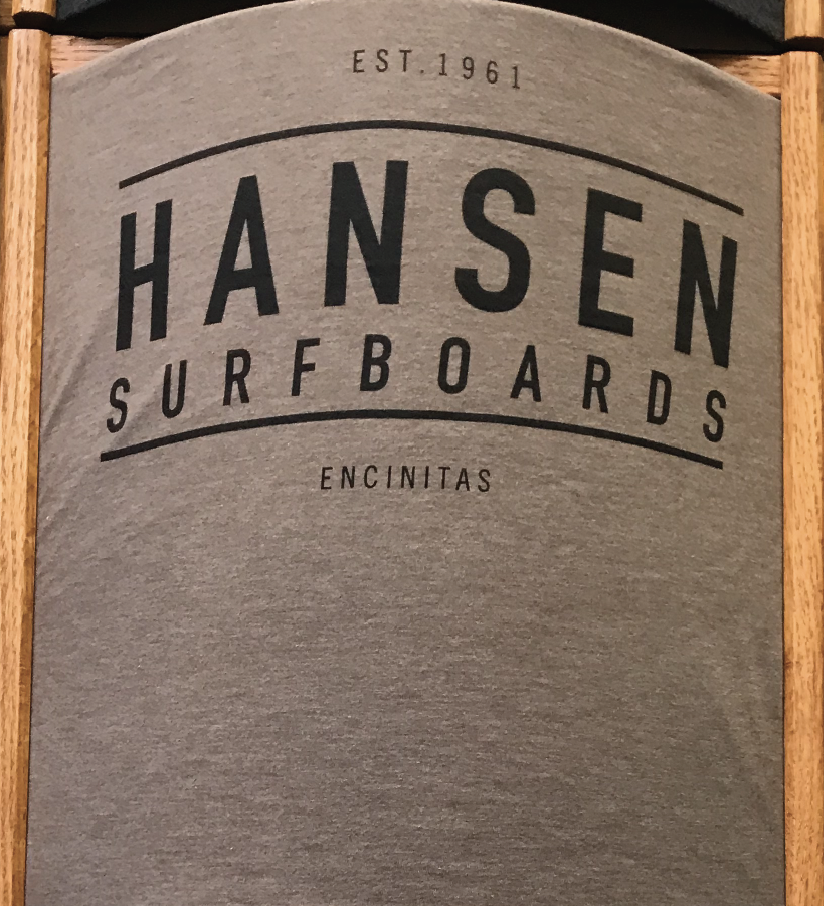 EST.1961
HANSEN
SURFBOARDS
ENCINITAS